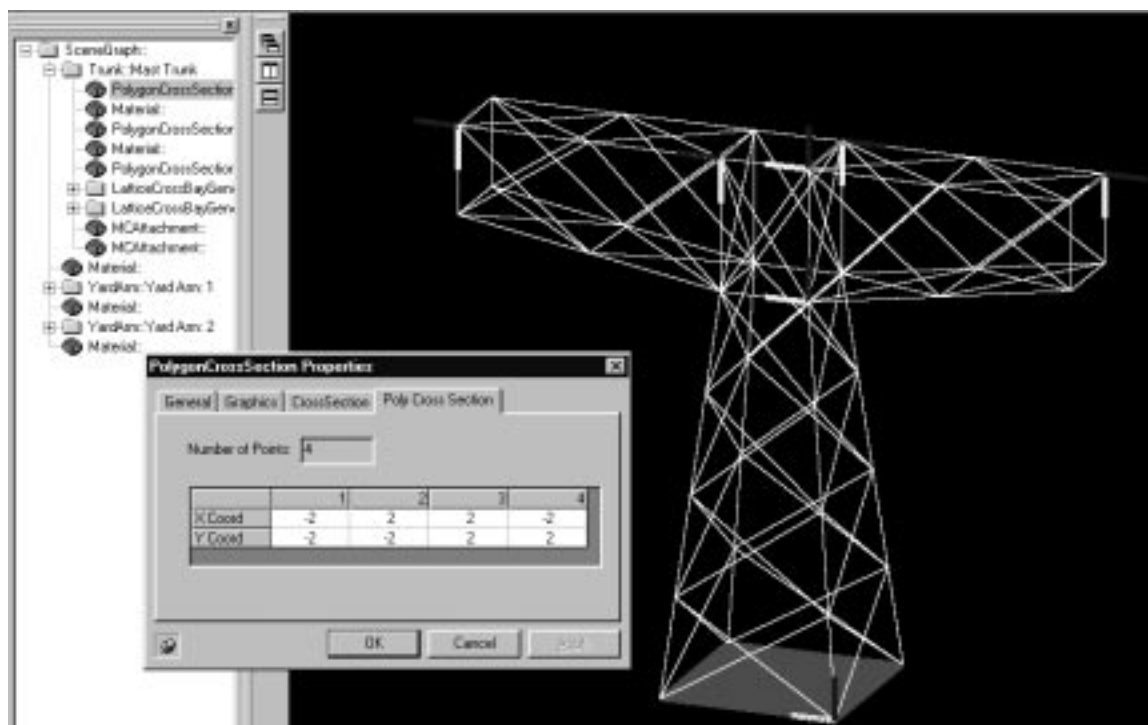 SceneGraph::
Trunk::Mast Trunk
PolygonCrossSection
Material::
PolygonCrossSection
Material::
PolygonCrossSection
LatticeCrossBayGene
LatticeCrossBayGene
MCAttachment::
MCAttachment::
Material::
YardArm::Yard Arm: 1
Material::
YardArm::Yard Arm: 2
Material::
PolygonCrossSection Properties
General Graphics CrossSection Poly Cross Section
Number of Points: 4
1 2 3 4
X Coord -2 2 2 -2
Y Coord -2 -2 2 2
OK Cancel